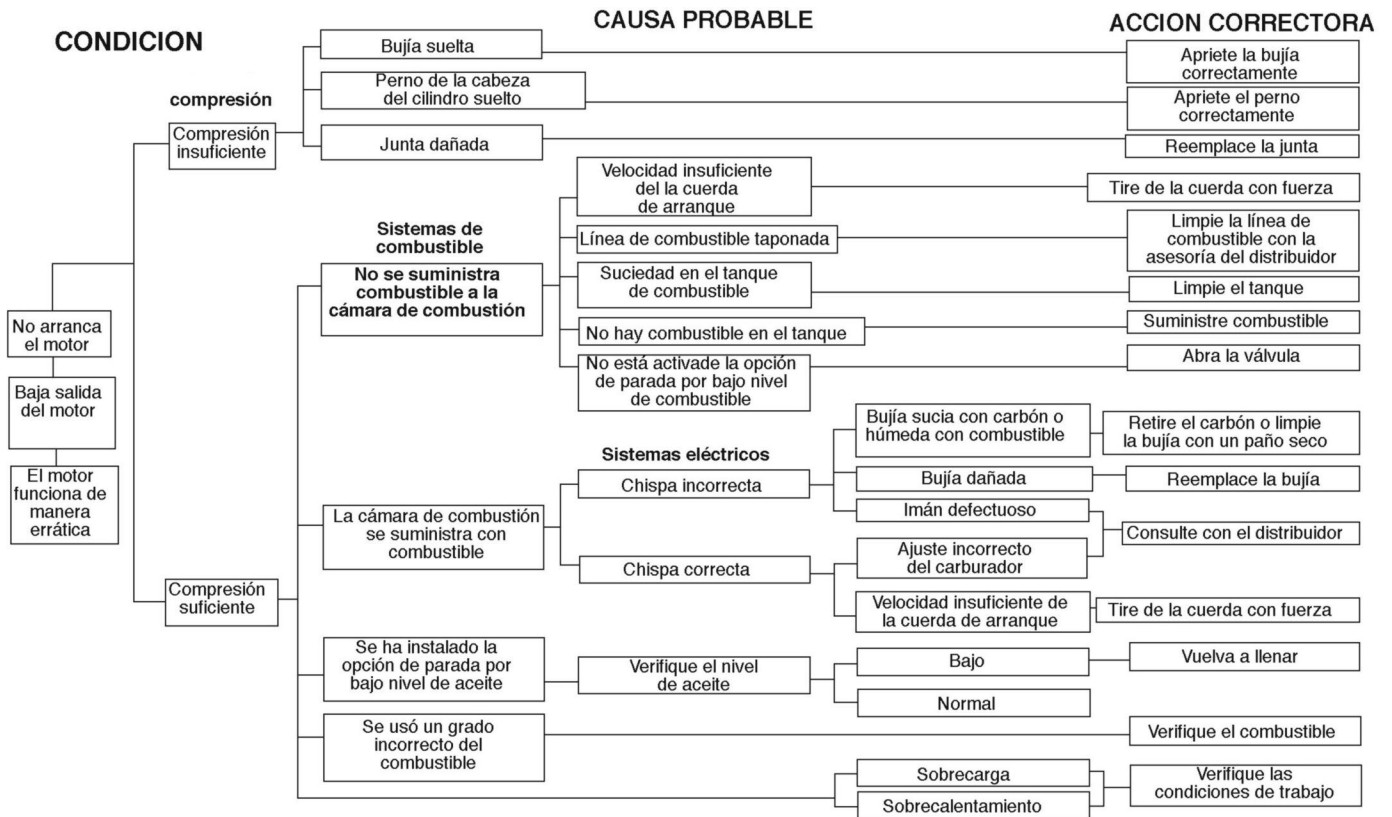 CONDICION
CAUSA PROBABLE
ACCION CORRECTORA
compresión
Compresión
insuficiente
Bujía suelta
Apriete la bujía
correctamente
Perno de la cabeza
del cilindro suelto
Apriete el perno
correctamente
Junta dañada
Reemplace la junta
No arranca
el motor
Baja salida
del motor
El motor
funciona de
manera
errática
Compresión
suficiente
Sistemas de
combustible
No se suministra
combustible a la
cámara de combustión
Velocidad insuficiente
del la cuerda
de arranque
Tire de la cuerda con fuerza
Línea de combustible taponada
Limpie la línea de
combustible con la
asesoría del distribuidor
Suciedad en el tanque
de combustible
Limpie el tanque
No hay combustible en el tanque
Suministre combustible
No está activade la opción
de parada por bajo nivel
de combustible
Abra la válvula
La cámara de combustión
se suministra con
combustible
Sistemas eléctricos
Chispa incorrecta
Bujía sucia con carbón o
húmeda con combustible
Retire el carbón o limpie
la bujía con un paño seco
Bujía dañada
Reemplace la bujía
Imán defectuoso
Consulte con el distribuidor
Chispa correcta
Ajuste incorrecto
del carburador
Velocidad insuficiente de
la cuerda de arranque
Tire de la cuerda con fuerza
Se ha instalado la
opción de parada por
bajo nivel de aceite
Verifique el nivel
de aceite
Bajo
Vuelva a llenar
Normal
Se usó un grado
incorrecto del
combustible
Verifique el combustible
Sobrecarga
Sobrecalentamiento
Verifique las
condiciones de trabajo